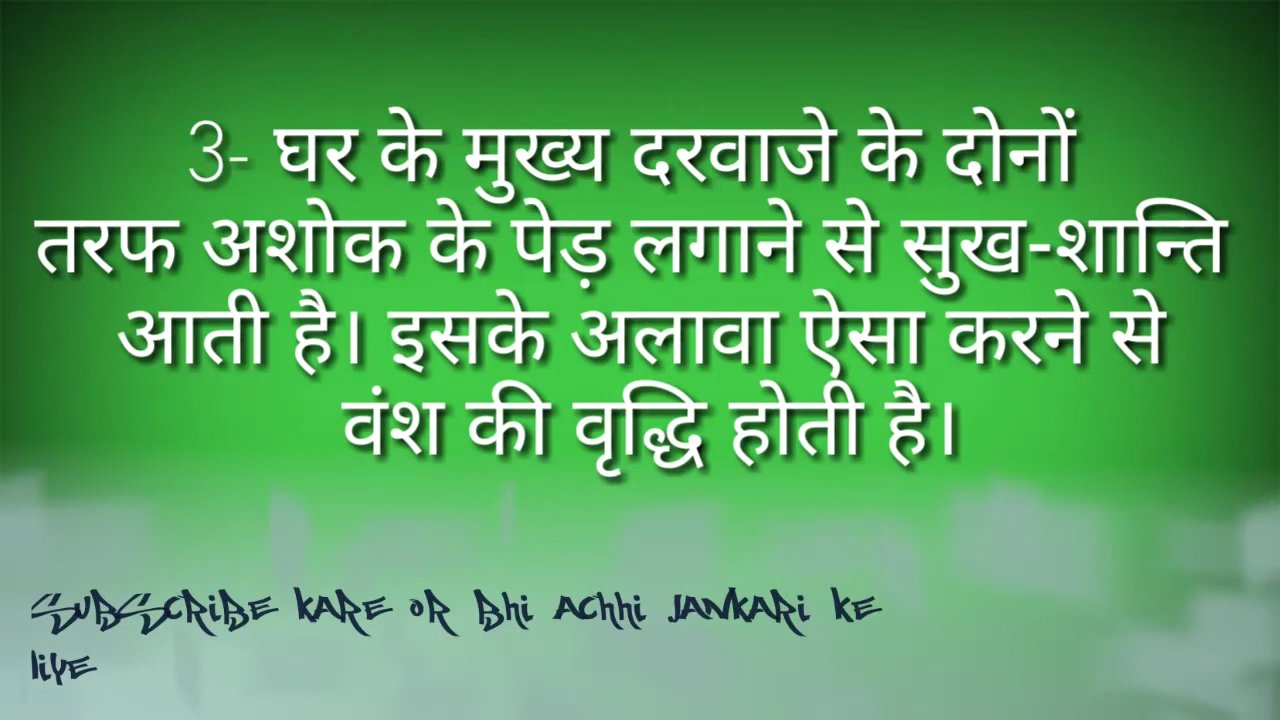 3- घर के मुख्य दरवाजे के दोनों
तरफ अशोक के पेड़ लगाने से सुख-शान्ति
आती है। इसके अलावा ऐसा करने से
वंश की वृद्धि होती है।
SUBSCRIBE KARE OR BHI ACHHI JANKARI KE
LIYE